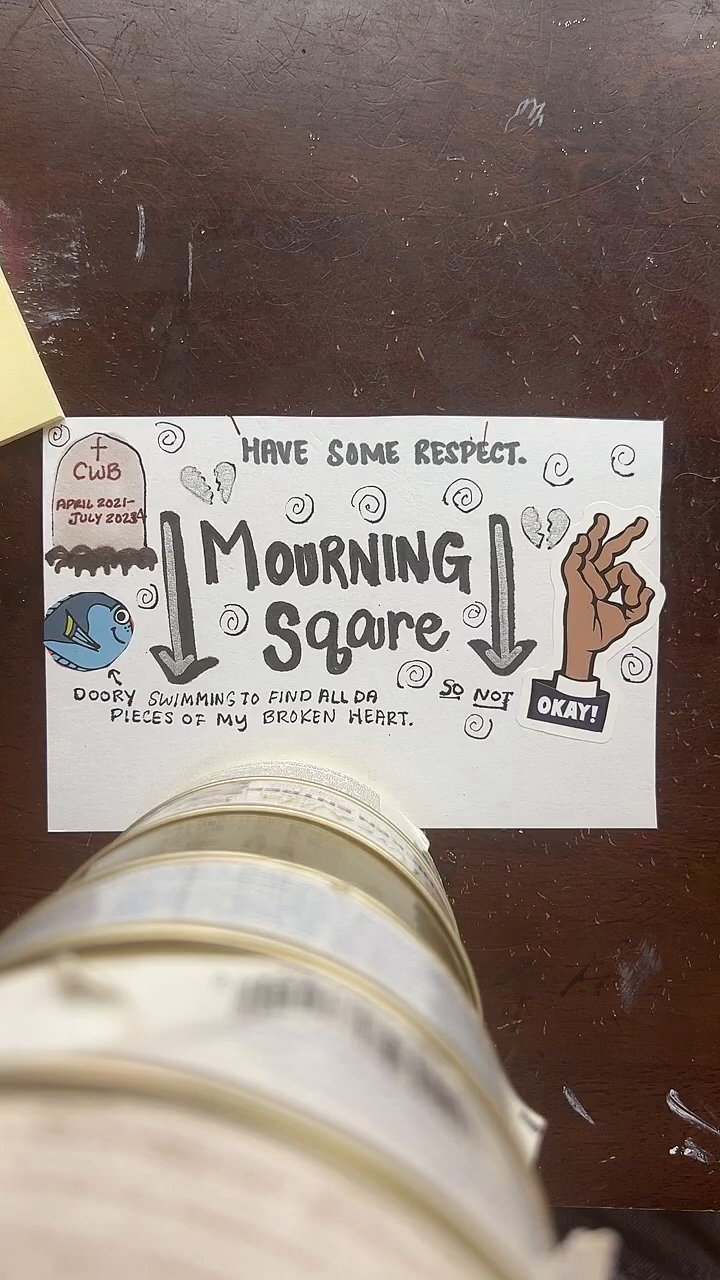 HAVE SOME RESPECT.
CWB
APRIL 2021-
JULY 2023
MOURNING
Sqaure
DOORY SWIMMING TO FIND ALL DA
PIECES OF MY BROKEN HEART.
SO NOT
OKAY!